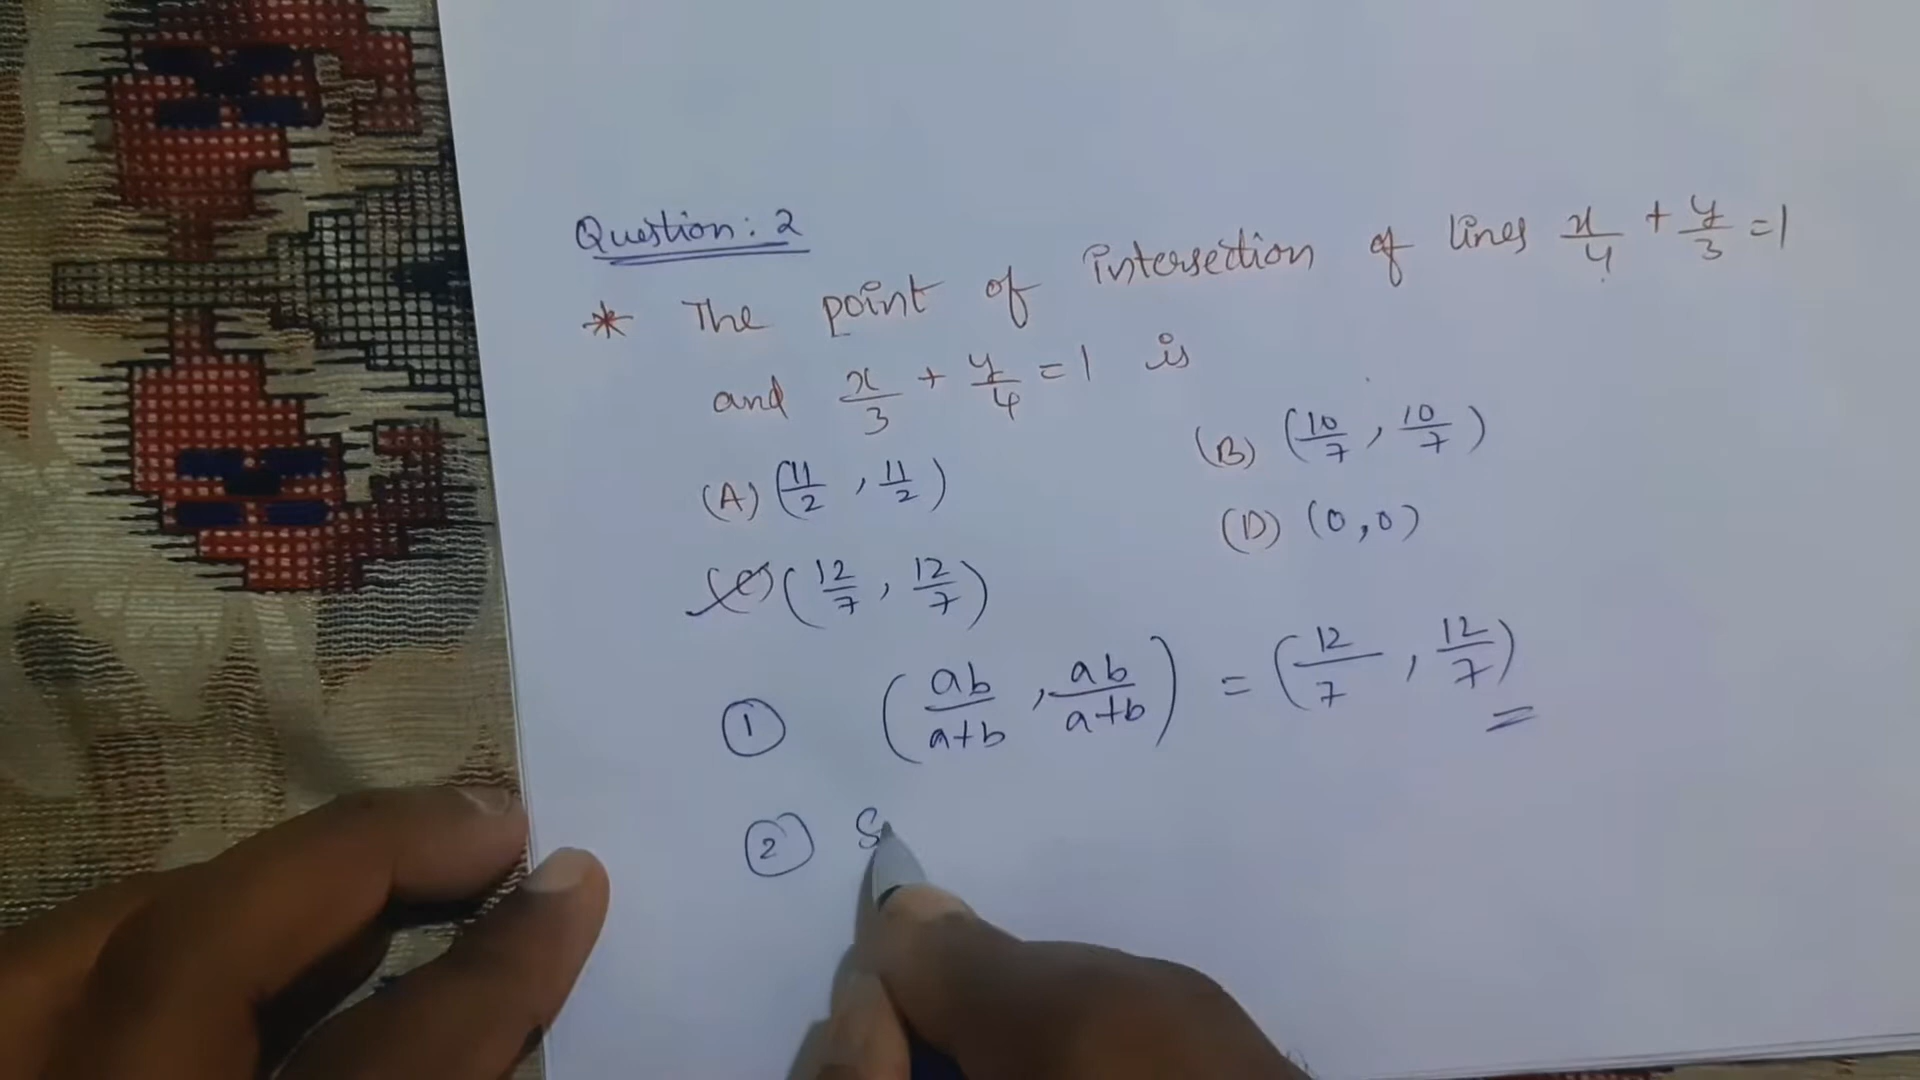 Question: 2
* The point of intersection of lines x/4 + y/3 = 1
and x/3 + y/4 = 1 is
(A) (11/2, 11/2) (B) (10/7, 10/7)
(C) (12/7, 12/7) (D) (0,0)
① (ab/a+b, ab/a+b) = (12/7, 12/7)
② S